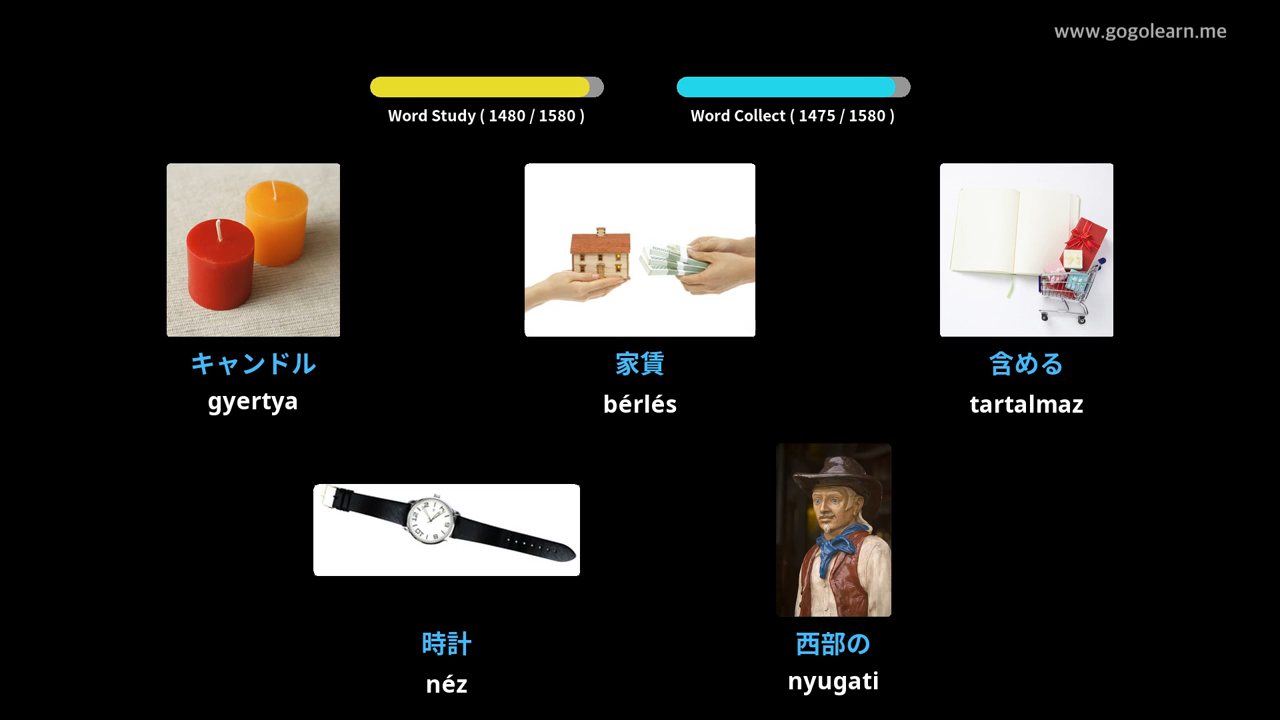 www.gogolearn.me
Word Study ( 1480 / 1580 )
Word Collect ( 1475 / 1580 )
キャンドル
gyertya
家賃
bérlés
含める
tartalmaz
時計
néz
西部の
nyugati